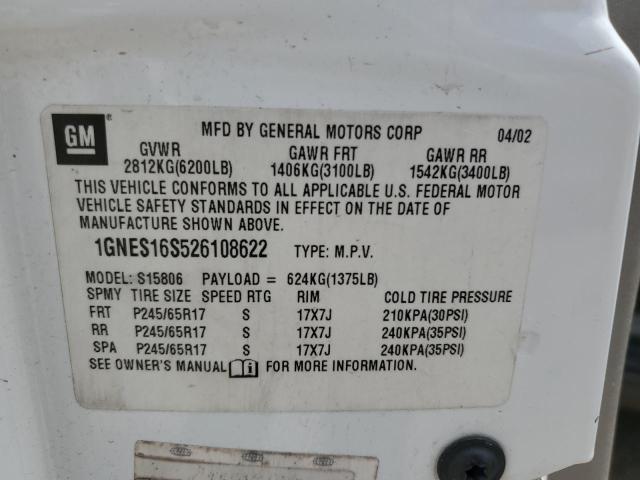 GM ®
MFD BY GENERAL MOTORS CORP 04/02
GVWR GAWR FRT GAWR RR
2812KG(6200LB) 1406KG(3100LB) 1542KG(3400LB)
THIS VEHICLE CONFORMS TO ALL APPLICABLE U.S. FEDERAL MOTOR
VEHICLE SAFETY STANDARDS IN EFFECT ON THE DATE OF
MANUFACTURE SHOWN ABOVE.
1GNES16S526108622 TYPE: M.P.V.
MODEL: S15806 PAYLOAD = 624KG(1375LB)
SPMY TIRE SIZE SPEED RTG RIM COLD TIRE PRESSURE
FRT P245/65R17 S 17X7J 210KPA(30PSI)
RR P245/65R17 S 17X7J 240KPA(35PSI)
SPA P245/65R17 S 17X7J 240KPA(35PSI)
SEE OWNER'S MANUAL FOR MORE INFORMATION